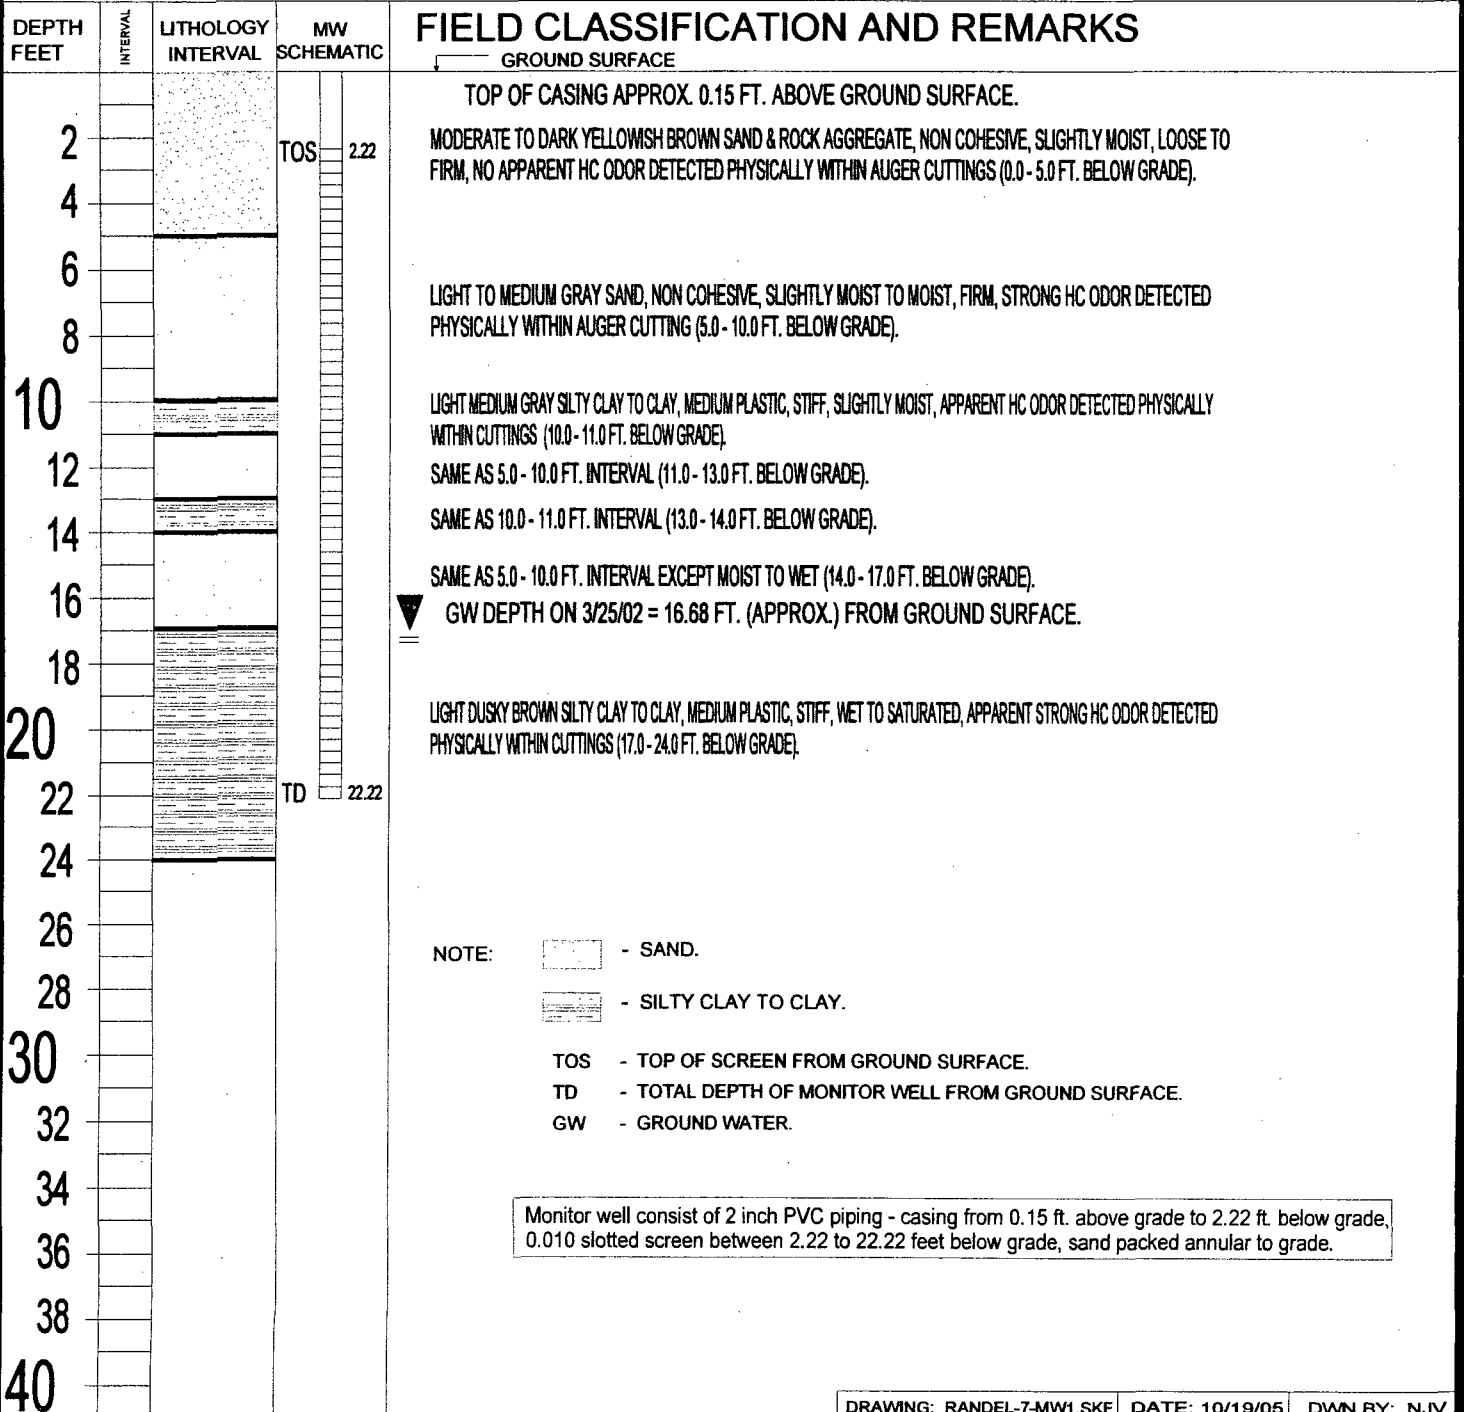 DEPTH FEET
INTERVAL
LITHOLOGY INTERVAL
MW SCHEMATIC
FIELD CLASSIFICATION AND REMARKS
GROUND SURFACE
TOP OF CASING APPROX. 0.15 FT. ABOVE GROUND SURFACE.
2
TOS
2.22
MODERATE TO DARK YELLOWISH BROWN SAND & ROCK AGGREGATE, NON COHESIVE, SLIGHTLY MOIST, LOOSE TO
FIRM, NO APPARENT HC ODOR DETECTED PHYSICALLY WITHIN AUGER CUTTINGS (0.0 - 5.0 FT. BELOW GRADE).
4
6
LIGHT TO MEDIUM GRAY SAND, NON COHESIVE, SLIGHTLY MOIST TO MOIST, FIRM, STRONG HC ODOR DETECTED
PHYSICALLY WITHIN AUGER CUTTING (5.0 - 10.0 FT. BELOW GRADE).
8
10
LIGHT MEDIUM GRAY SILTY CLAY TO CLAY, MEDIUM PLASTIC, STIFF, SLIGHTLY MOIST, APPARENT HC ODOR DETECTED PHYSICALLY
WITHIN CUTTINGS (10.0 - 11.0 FT. BELOW GRADE).
12
SAME AS 5.0 - 10.0 FT. INTERVAL (11.0 - 13.0 FT. BELOW GRADE).
SAME AS 10.0 - 11.0 FT. INTERVAL (13.0 - 14.0 FT. BELOW GRADE).
14
SAME AS 5.0 - 10.0 FT. INTERVAL EXCEPT MOIST TO WET (14.0 - 17.0 FT. BELOW GRADE).
16
GW DEPTH ON 3/25/02 = 16.68 FT. (APPROX.) FROM GROUND SURFACE.
18
20
LIGHT DUSKY BROWN SILTY CLAY TO CLAY, MEDIUM PLASTIC, STIFF, WET TO SATURATED, APPARENT STRONG HC ODOR DETECTED
PHYSICALLY WITHIN CUTTINGS (17.0 - 24.0 FT. BELOW GRADE).
22
TD
22.22
24
26
NOTE:
- SAND.
28
- SILTY CLAY TO CLAY.
30
TOS - TOP OF SCREEN FROM GROUND SURFACE.
TD - TOTAL DEPTH OF MONITOR WELL FROM GROUND SURFACE.
32
GW - GROUND WATER.
34
Monitor well consist of 2 inch PVC piping - casing from 0.15 ft. above grade to 2.22 ft. below grade,
0.010 slotted screen between 2.22 to 22.22 feet below grade, sand packed annular to grade.
36
38
40
DRAWING: RANDEL-7-MW1.SKF DATE: 10/19/05 DWN BY: NJV